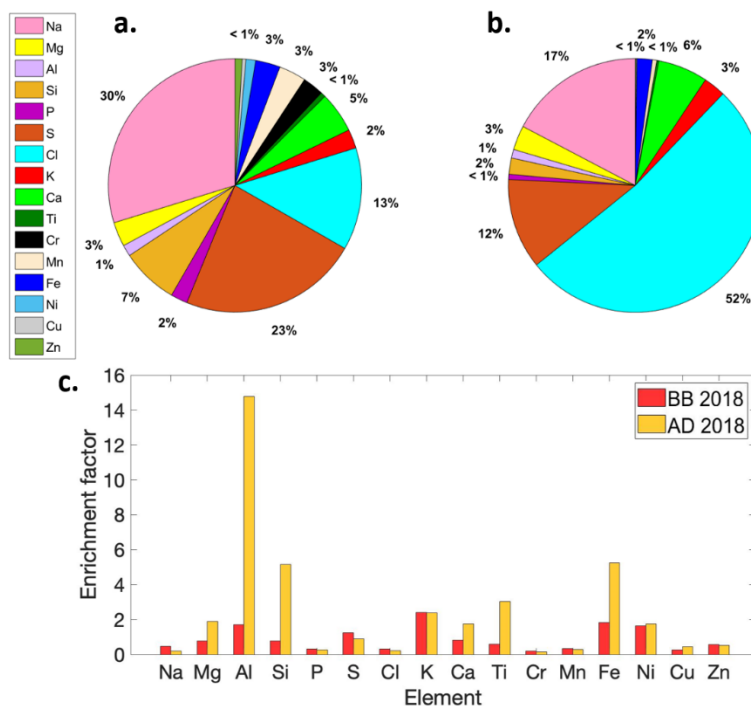 Na
Mg
Al
Si
P
S
Cl
K
Ca
Ti
Cr
Mn
Fe
Ni
Cu
Zn
a.
< 1%
3%
3%
3%
< 1%
5%
2%
13%
23%
2%
7%
1%
3%
30%
b.
2%
< 1%
< 1%
6%
3%
52%
12%
< 1%
2%
1%
3%
17%
c.
16
14
12
10
8
6
4
2
0
Enrichment factor
BB 2018
AD 2018
Na Mg Al Si P S Cl K Ca Ti Cr Mn Fe Ni Cu Zn
Element